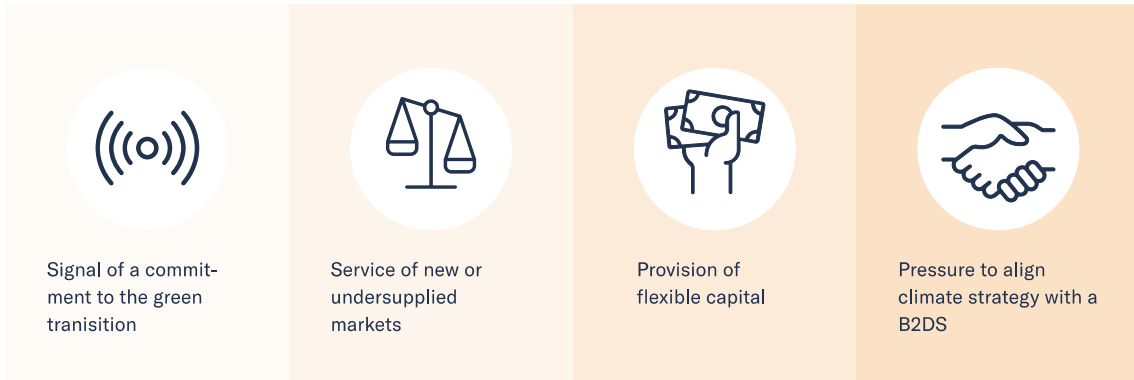 Signal of a commit-
ment to the green
tranisition
Service of new or
undersupplied
markets
Provision of
flexible capital
Pressure to align
climate strategy with a
B2DS